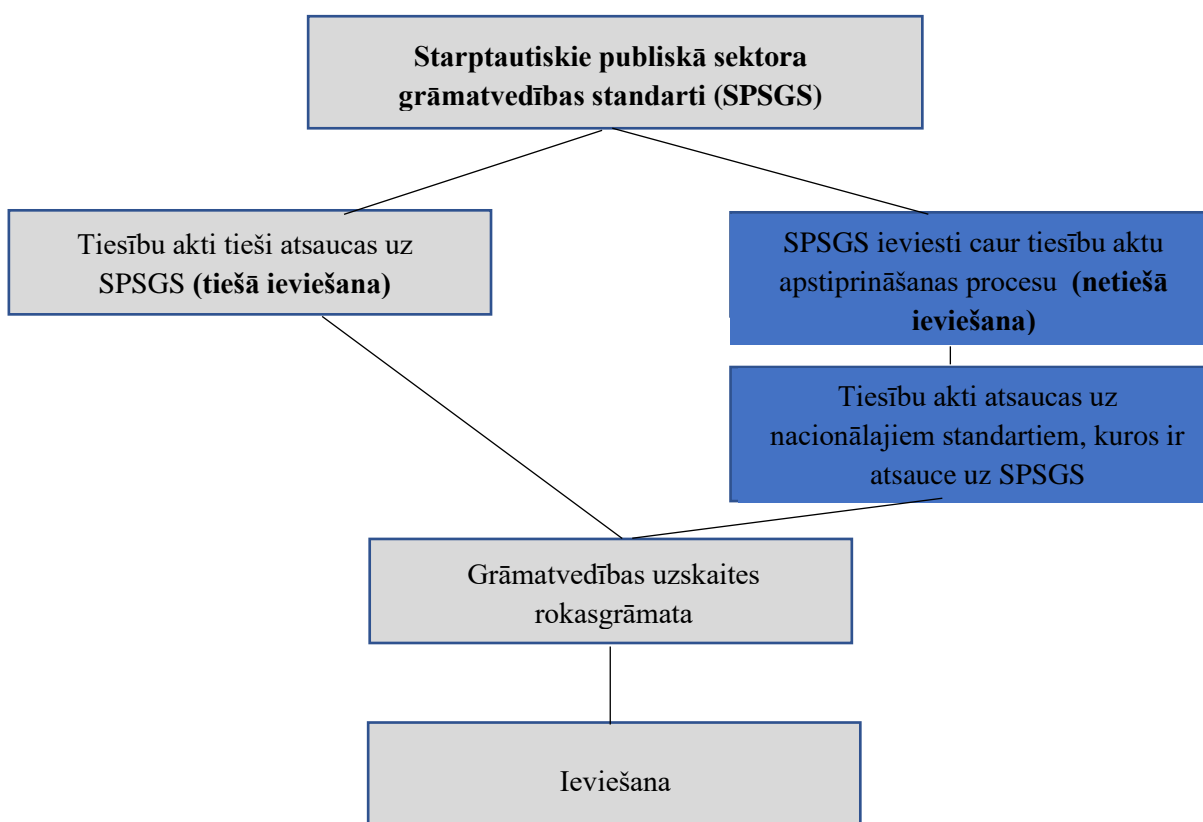 Starptautiskie publiskā sektora
grāmatvedības standarti (SPSGS)
Tiesību akti tieši atsaucas uz
SPSGS (tiešā ieviešana)
SPSGS ieviesti caur tiesību aktu
apstiprināšanas procesu (netiešā
ieviešana)
Tiesību akti atsaucas uz
nacionālajiem standartiem, kuros ir
atsauce uz SPSGS
Grāmatvedības uzskaites
rokasgrāmata
Ieviešana